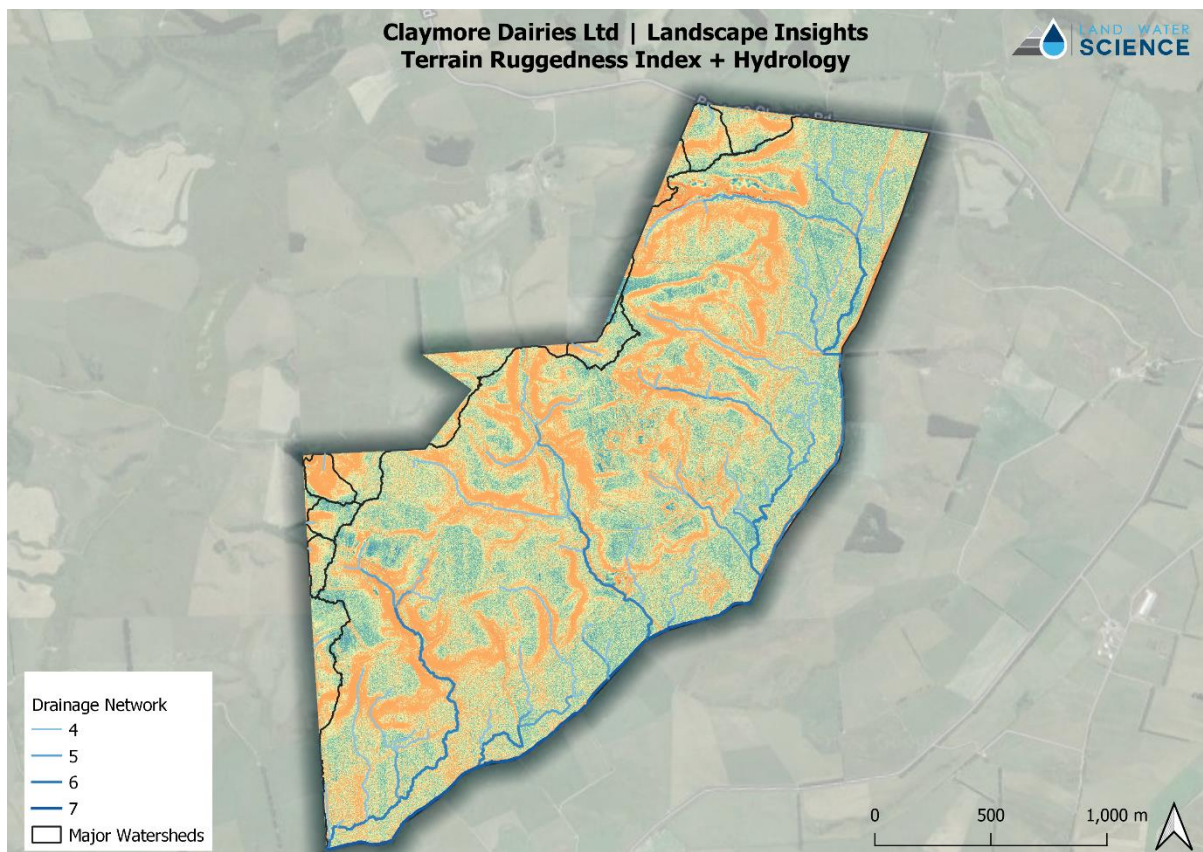 Claymore Dairies Ltd | Landscape Insights
Terrain Ruggedness Index + Hydrology
LAND WATER
SCIENCE
Rd
Drainage Network
4
5
6
7
Major Watersheds
0 500 1,000 m